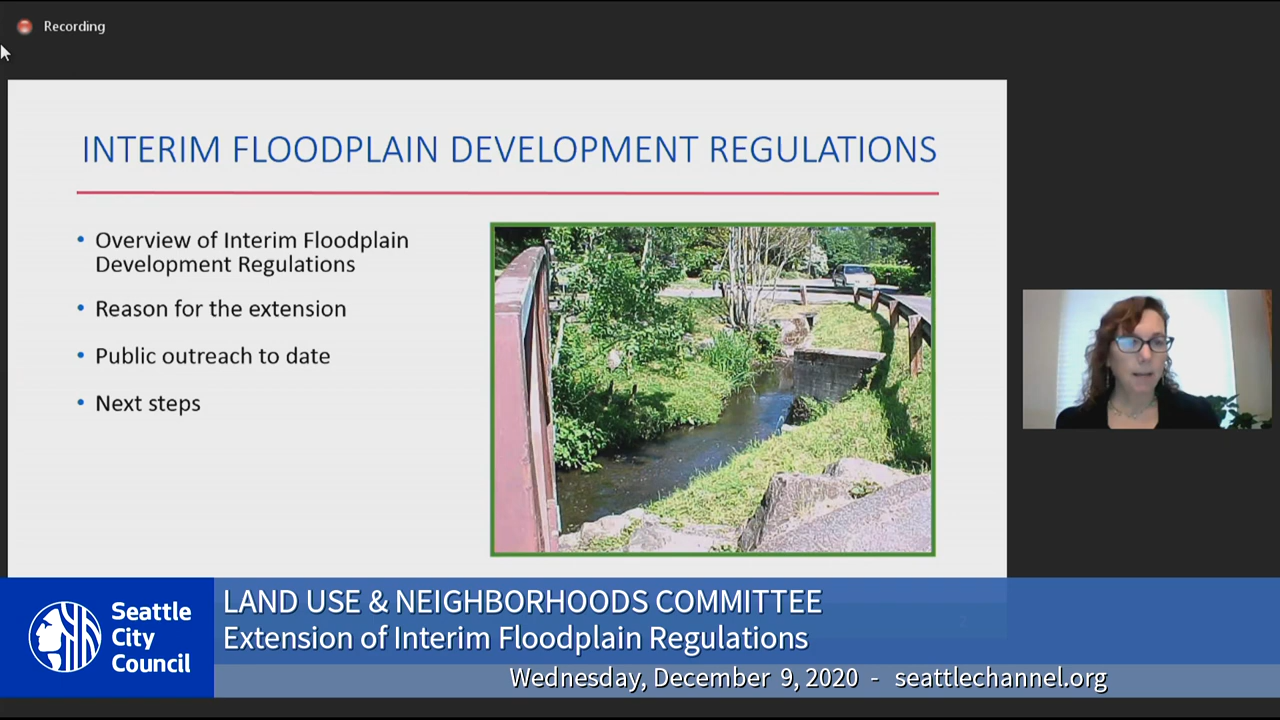 Recording
INTERIM FLOODPLAIN DEVELOPMENT REGULATIONS
• Overview of Interim Floodplain
Development Regulations
• Reason for the extension
• Public outreach to date
• Next steps
Seattle
City
Council
LAND USE & NEIGHBORHOODS COMMITTEE
Extension of Interim Floodplain Regulations
Wednesday, December 9, 2020 - seattlechannel.org